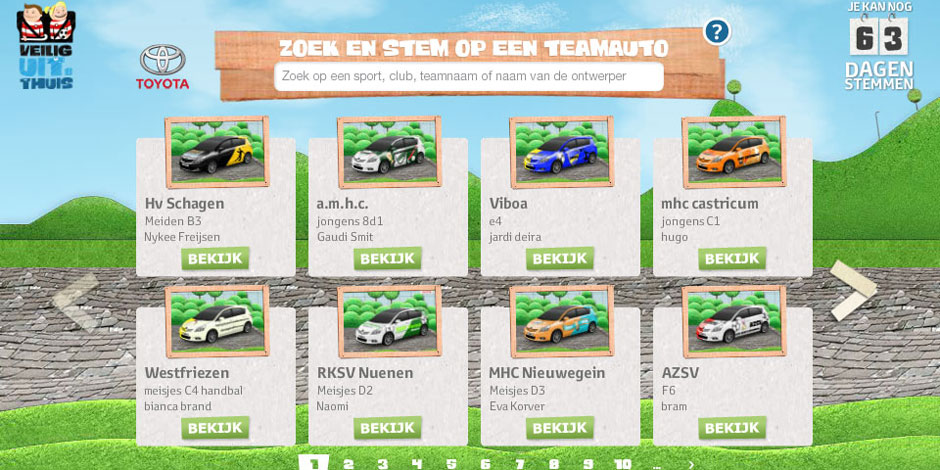 VEILIG
UIT &
THUIS
TOYOTA
ZOEK EN STEM OP EEN TEAMAUTO
Zoek op een sport, club, teamnaam of naam van de ontwerper
?
JE KAN NOG
63
DAGEN
STEMMEN
Hv Schagen
Meiden B3
Nykee Freijsen
BEKIJK
a.m.h.c.
jongens 8d1
Gaudi Smit
BEKIJK
Viboa
e4
jardi deira
BEKIJK
mhc castricum
jongens C1
hugo
BEKIJK
Westfriezen
meisjes C4 handbal
bianca brand
BEKIJK
RKSV Nuenen
Meisjes D2
Naomi
BEKIJK
MHC Nieuwegein
Meisjes D3
Eva Korver
BEKIJK
AZSV
F6
bram
BEKIJK
1 2 3 4 5 6 7 8 9 10 ... >